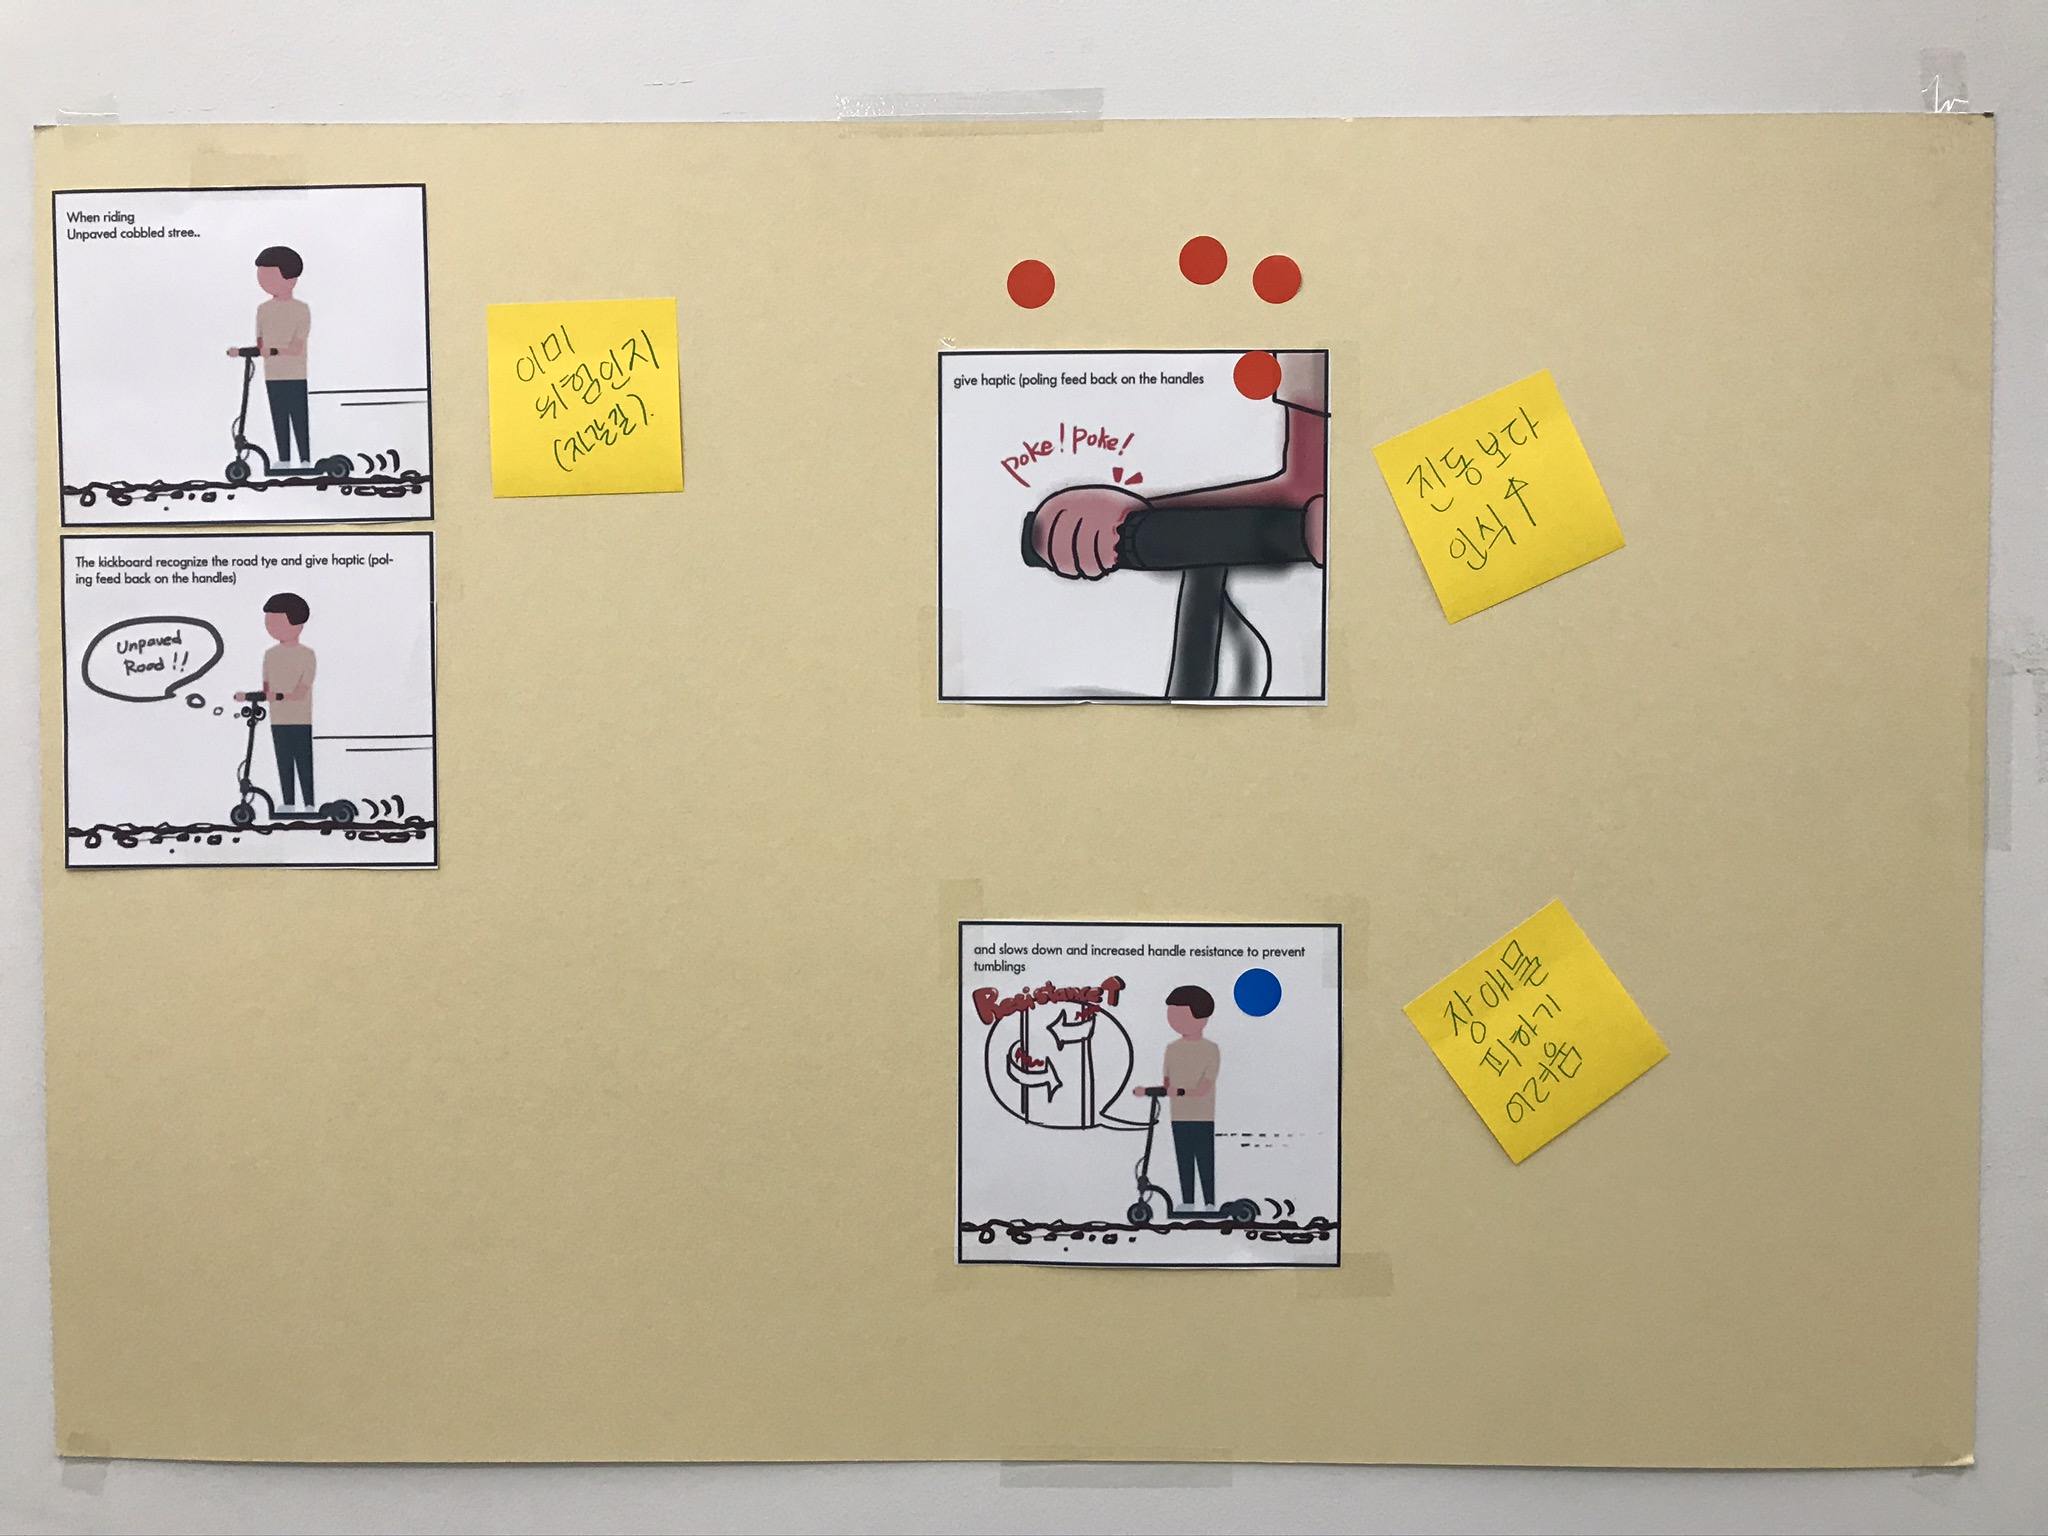 When riding
Unpaved cobbled stree..
이미
위험인지
(자갈길).
The kickboard recognize the road tye and give haptic (pol-
ing feed back on the handles)
Unpaved
Road !!
give haptic (poling feed back on the handles
poke! poke!
진동보다
인식↑
and slows down and increased handle resistance to prevent
tumblings
Resistance↑
장애물
피하기
어려움